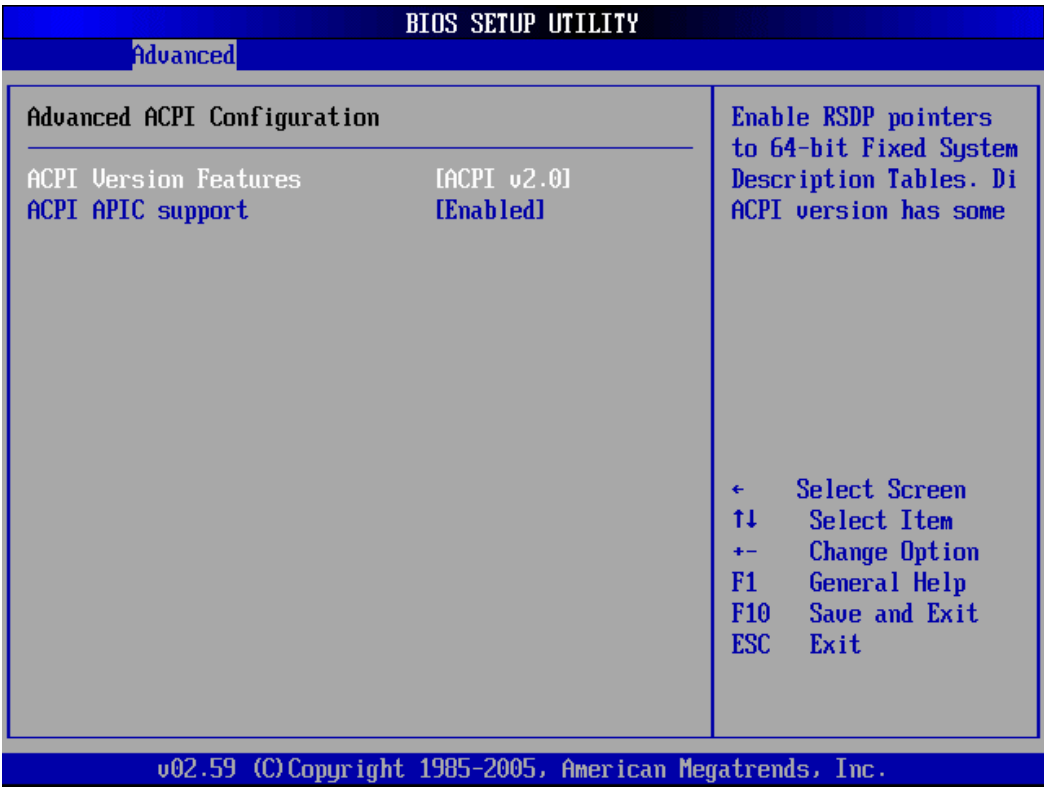 BIOS SETUP UTILITY
Advanced
Advanced ACPI Configuration
ACPI Version Features [ACPI v2.0]
ACPI APIC support [Enabled]
Enable RSDP pointers
to 64-bit Fixed System
Description Tables. Di
ACPI version has some
← Select Screen
↑↓ Select Item
+- Change Option
F1 General Help
F10 Save and Exit
ESC Exit
v02.59 (C)Copyright 1985-2005, American Megatrends, Inc.